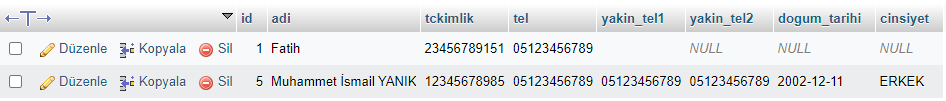 id adi tckimlik tel yakin_tel1 yakin_tel2 dogum_tarihi cinsiyet
Düzenle Kopyala Sil 1 Fatih 23456789151 05123456789 NULL NULL NULL
Düzenle Kopyala Sil 5 Muhammet İsmail YANIK 12345678985 05123456789 05123456789 05123456789 2002-12-11 ERKEK